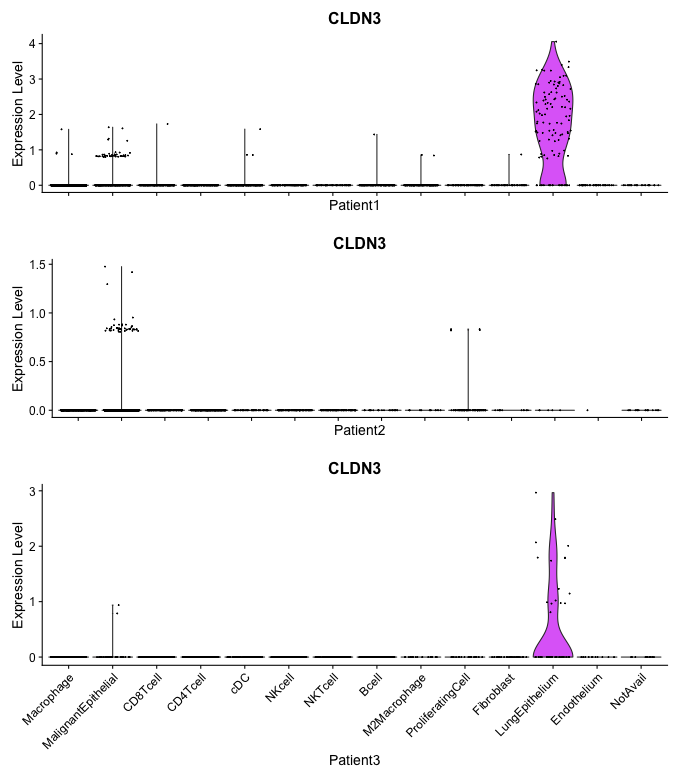 CLDN3
Expression Level
4
3
2
1
0
Patient1
CLDN3
Expression Level
1.5
1.0
0.5
0.0
Patient2
CLDN3
Expression Level
3
2
1
0
Macrophage
MalignantEpithelial
CD8Tcell
CD4Tcell
cDC
NKcell
NKTcell
Bcell
M2Macrophage
ProliferatingCell
Fibroblast
LungEpithelium
Endothelium
NotAvail
Patient3